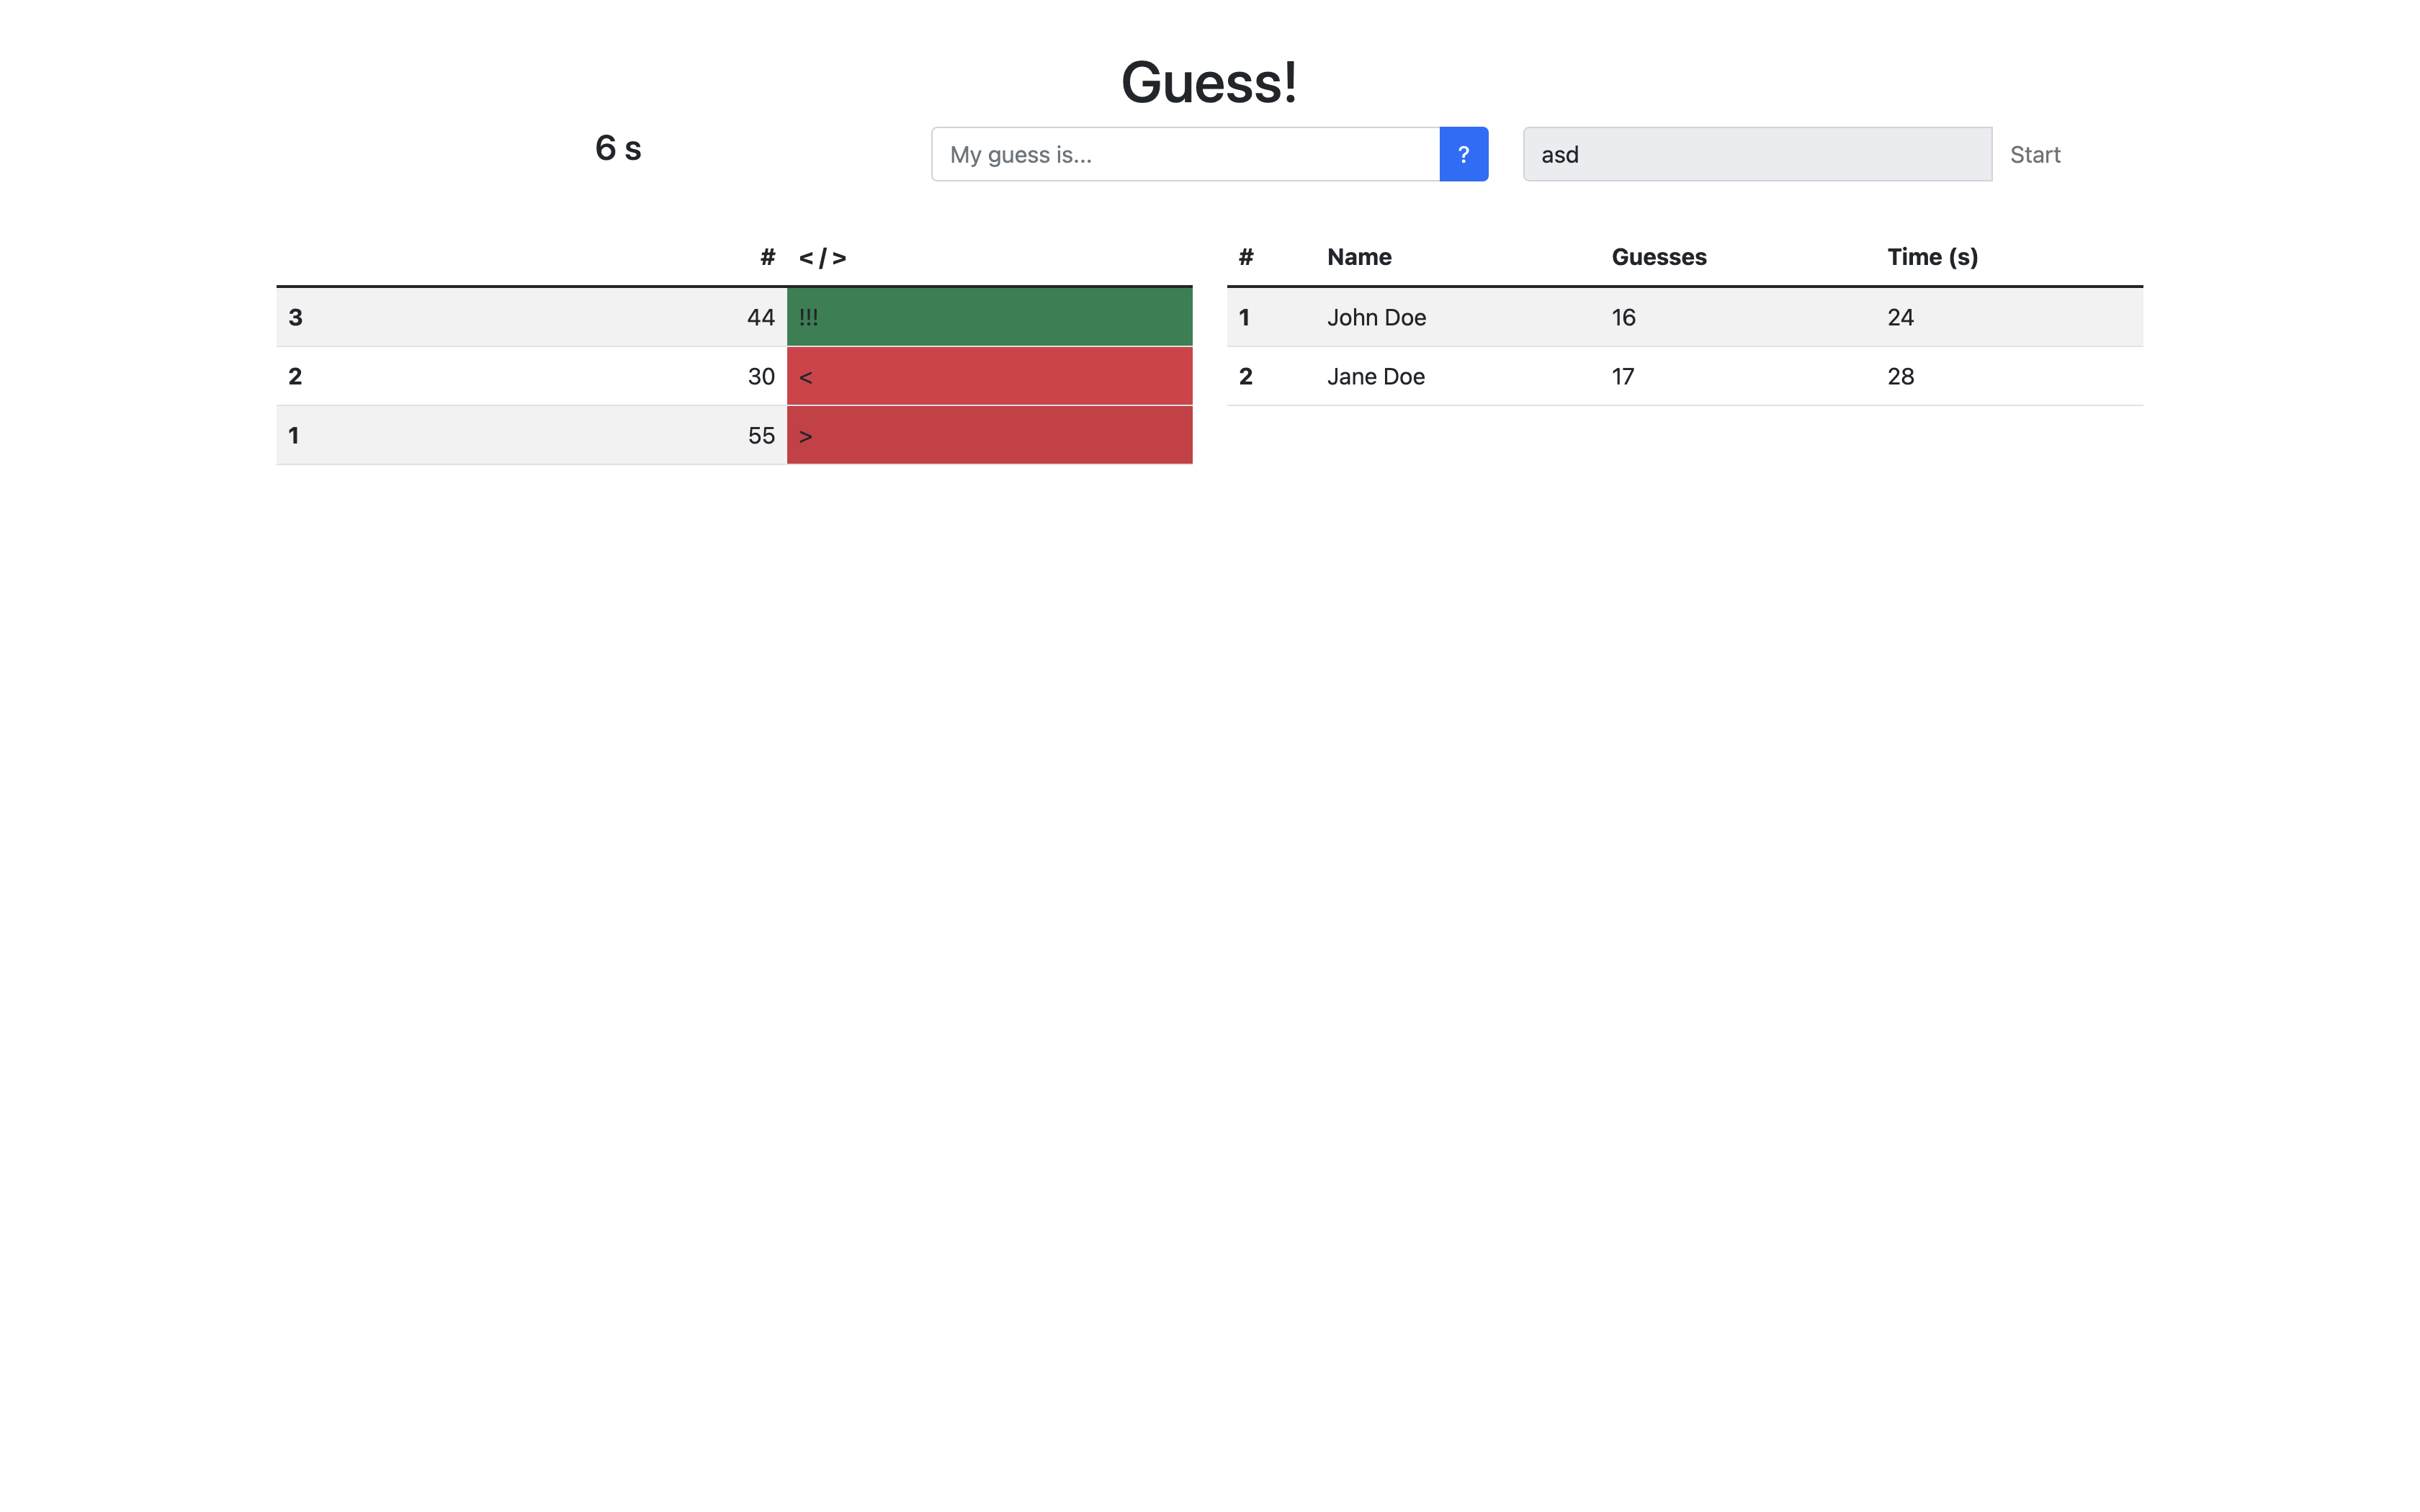 Guess!
6 s
My guess is...
?
asd
Start
# < / >
3 44 !!!
2 30 <
1 55 >
# Name Guesses Time (s)
1 John Doe 16 24
2 Jane Doe 17 28